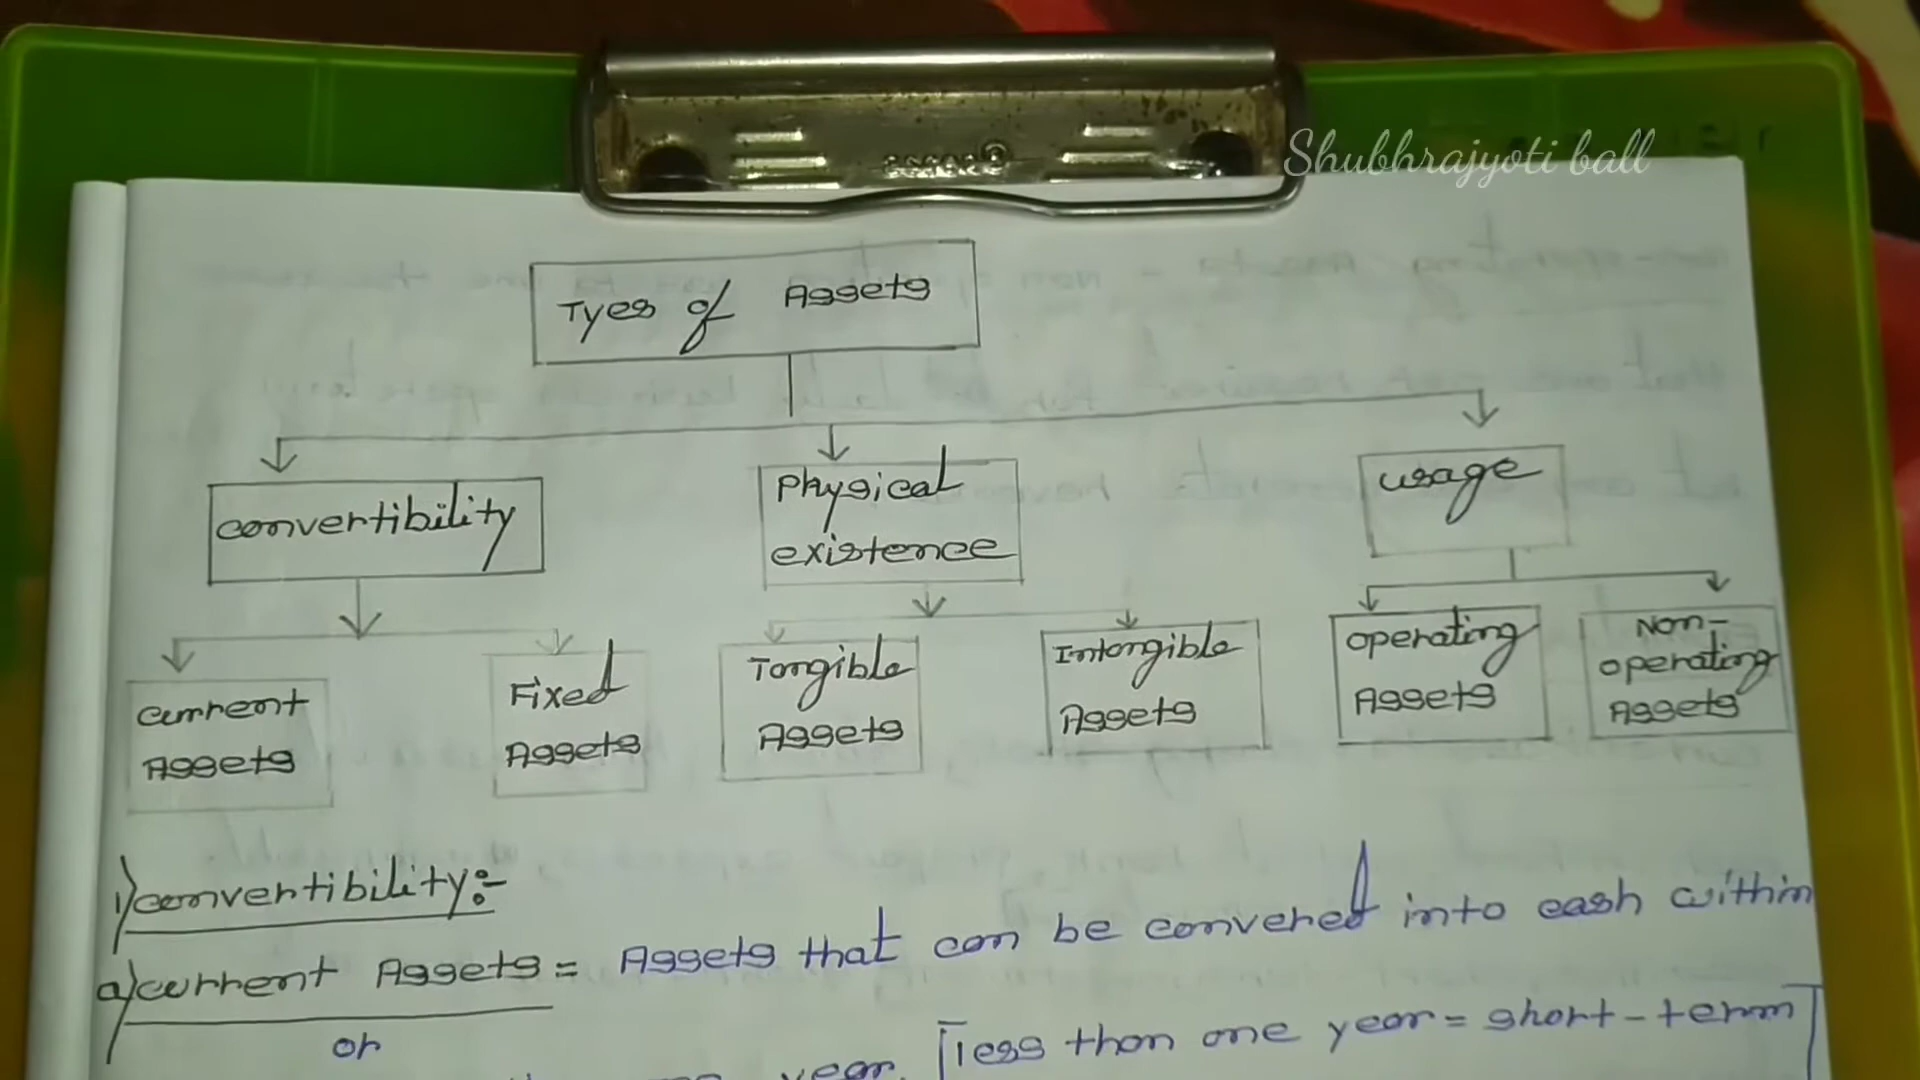 Shubhrajyoti ball
Tyes of Assets
convertibility
Physical
existence
usage
current
Assets
Fixed
Assets
Tangible
Assets
Intangible
Assets
operating
Assets
Non-
operating
Assets
1) convertibility:-
a) current Assets = Assets that can be convered into cash within
or
year. [less than one year = short-term]